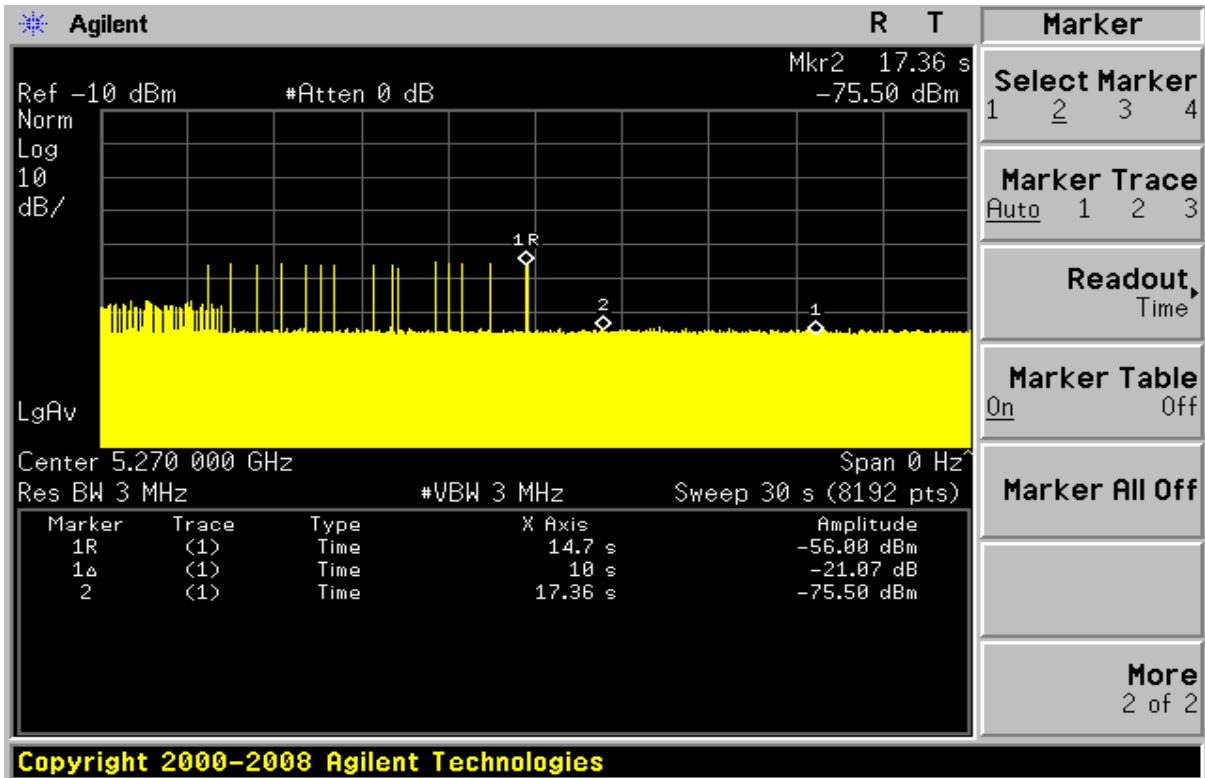 Agilent R T
Mkr2 17.36 s
Ref -10 dBm #Atten 0 dB -75.50 dBm
Norm
Log
10
dB/
1R
2
1
LgAv
Center 5.270 000 GHz Span 0 Hz^
Res BW 3 MHz #VBW 3 MHz Sweep 30 s (8192 pts)
Marker Trace Type X Axis Amplitude
1R (1) Time 14.7 s -56.00 dBm
1Δ (1) Time 10 s -21.07 dB
2 (1) Time 17.36 s -75.50 dBm
Copyright 2000-2008 Agilent Technologies
Marker
Select Marker
1 2 3 4
Marker Trace
Auto 1 2 3
Readout
Time
Marker Table
On Off
Marker All Off
More
2 of 2